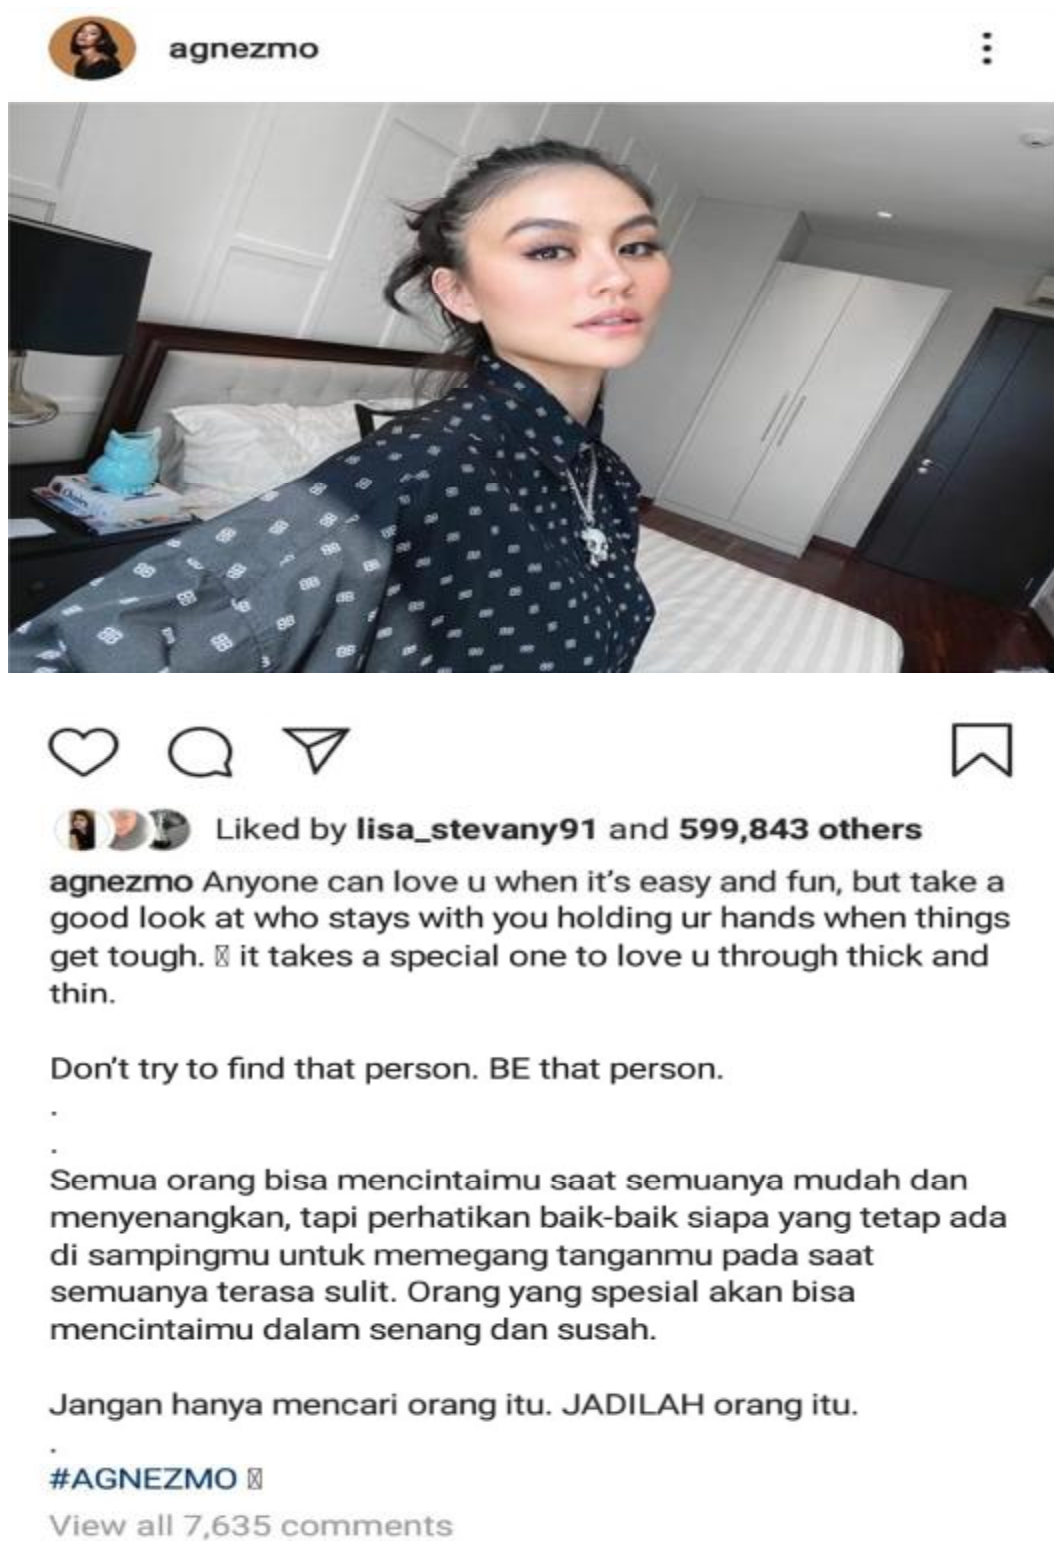 agnezmo
Liked by lisa_stevany91 and 599,843 others
agnezmo Anyone can love u when it's easy and fun, but take a
good look at who stays with you holding ur hands when things
get tough. it takes a special one to love u through thick and
thin.
Don't try to find that person. BE that person.
.
.
Semua orang bisa mencintaimu saat semuanya mudah dan
menyenangkan, tapi perhatikan baik-baik siapa yang tetap ada
di sampingmu untuk memegang tanganmu pada saat
semuanya terasa sulit. Orang yang spesial akan bisa
mencintaimu dalam senang dan susah.
Jangan hanya mencari orang itu. JADILAH orang itu.
.
#AGNEZMO
View all 7,635 comments